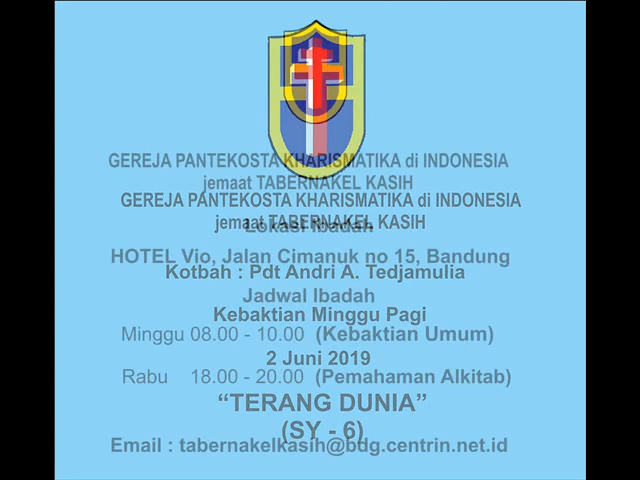 GEREJA PANTEKOSTA KHARISMATIKA di INDONESIA
jemaat TABERNAKEL KASIH
GEREJA PANTEKOSTA KHARISMATIKA di INDONESIA
jemaat TABERNAKEL KASIH
Lokasi Ibadah
HOTEL Vio, Jalan Cimanuk no 15, Bandung
Kotbah : Pdt Andri A. Tedjamulia
Jadwal Ibadah
Kebaktian Minggu Pagi
Minggu 08.00 - 10.00 (Kebaktian Umum)
2 Juni 2019
Rabu 18.00 - 20.00 (Pemahaman Alkitab)
“TERANG DUNIA”
(SY - 6)
Email : tabernakelkasih@bdg.centrin.net.id